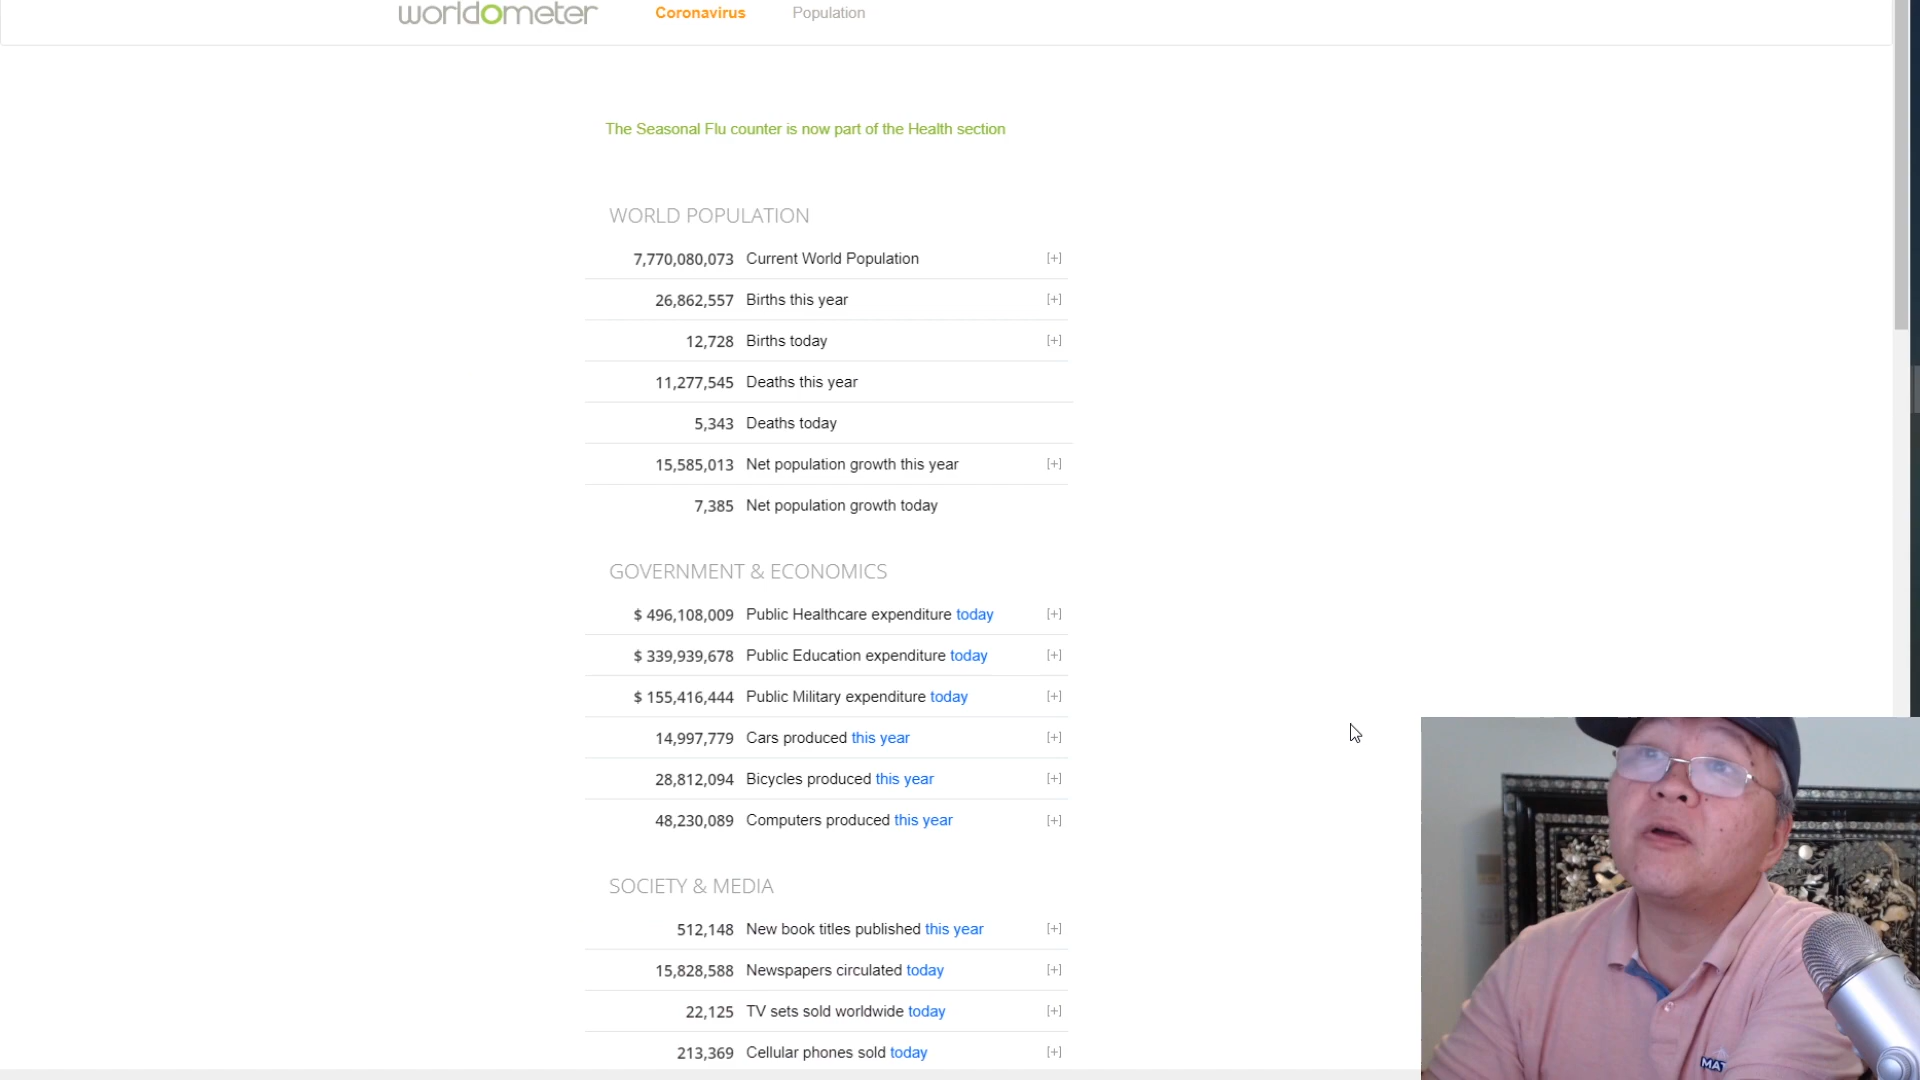 worldometer Coronavirus Population
The Seasonal Flu counter is now part of the Health section
WORLD POPULATION
7,770,080,073 Current World Population [+]
26,862,557 Births this year [+]
12,728 Births today [+]
11,277,545 Deaths this year
5,343 Deaths today
15,585,013 Net population growth this year [+]
7,385 Net population growth today
GOVERNMENT & ECONOMICS
$ 496,108,009 Public Healthcare expenditure today [+]
$ 339,939,678 Public Education expenditure today [+]
$ 155,416,444 Public Military expenditure today [+]
14,997,779 Cars produced this year [+]
28,812,094 Bicycles produced this year [+]
48,230,089 Computers produced this year [+]
SOCIETY & MEDIA
512,148 New book titles published this year [+]
15,828,588 Newspapers circulated today [+]
22,125 TV sets sold worldwide today [+]
213,369 Cellular phones sold today [+]
MAT